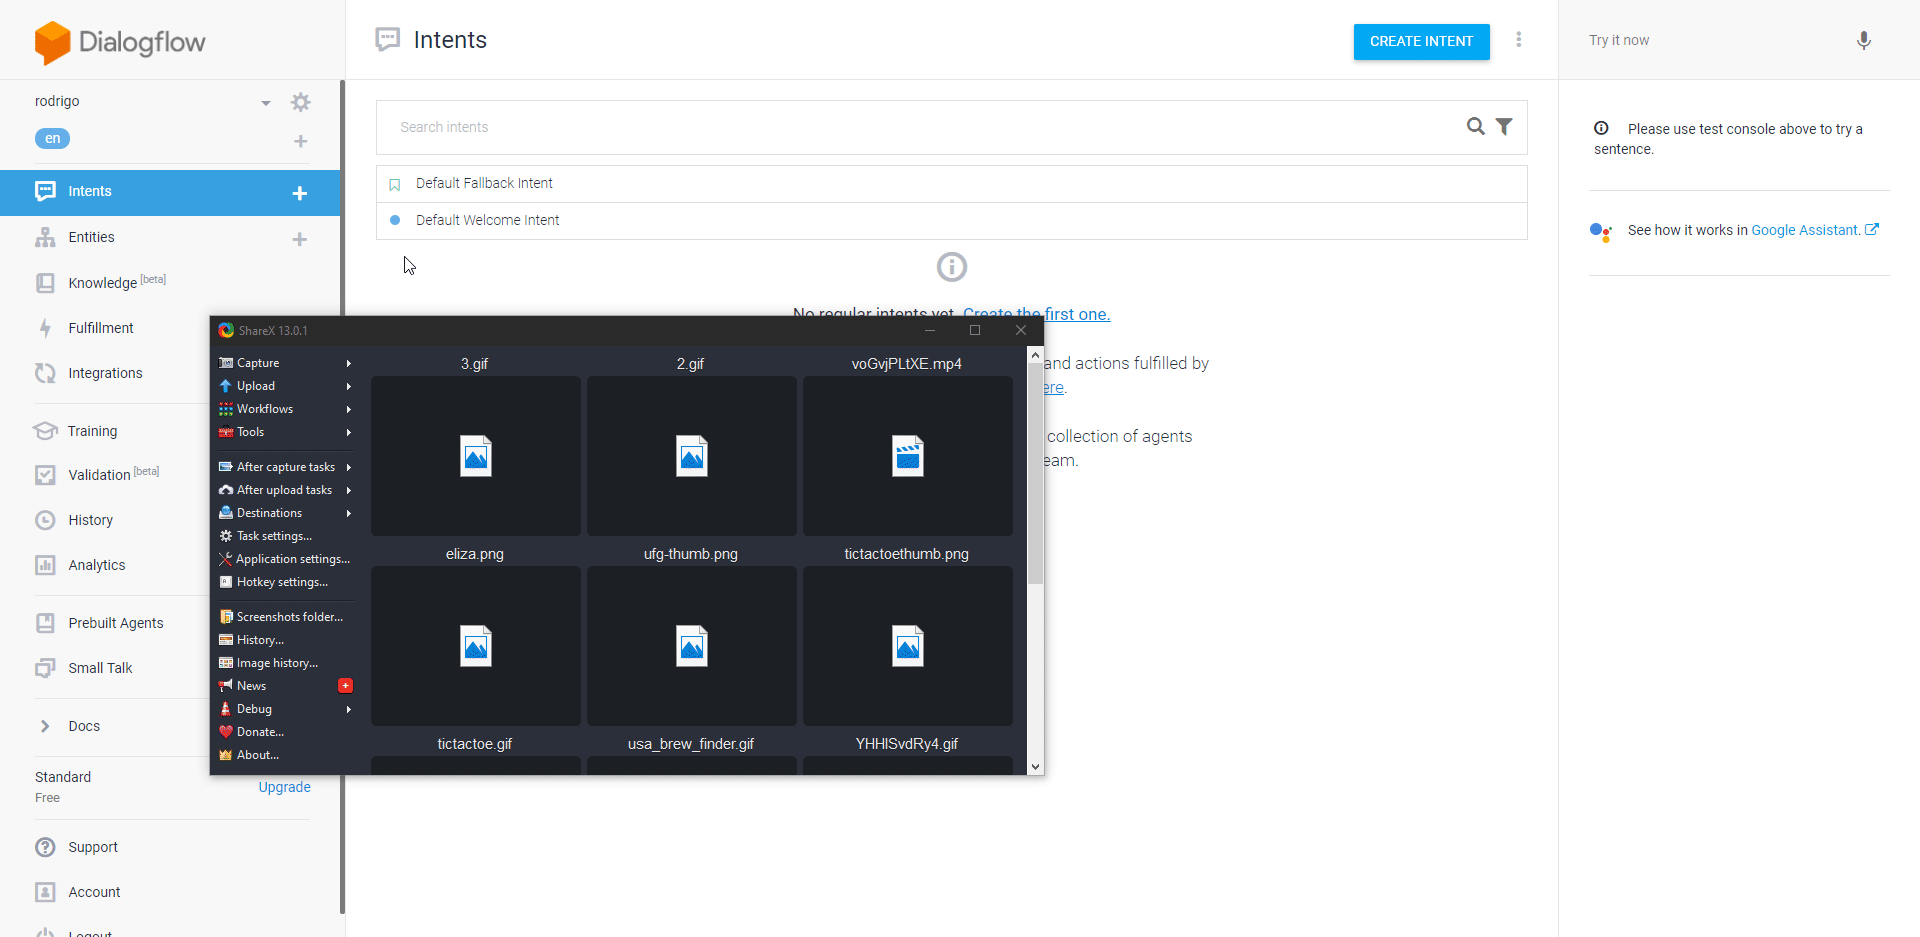 Dialogflow
rodrigo
en
Intents
Entities
Knowledge [beta]
Fulfillment
Integrations
Training
Validation [beta]
History
Analytics
Prebuilt Agents
Small Talk
Docs
Standard
Free
Upgrade
Support
Account
Logout
Intents
CREATE INTENT
Search intents
Default Fallback Intent
Default Welcome Intent
No regular intents yet. Create the first one.
and actions fulfilled by
ere.
collection of agents
eam.
ShareX 13.0.1
Capture
Upload
Workflows
Tools
After capture tasks
After upload tasks
Destinations
Task settings...
Application settings...
Hotkey settings...
Screenshots folder...
History...
Image history...
News
Debug
Donate...
About...
3.gif
2.gif
voGvjPLtXE.mp4
eliza.png
ufg-thumb.png
tictactoethumb.png
tictactoe.gif
usa_brew_finder.gif
YHHlSvdRy4.gif
Try it now
Please use test console above to try a
sentence.
See how it works in Google Assistant.